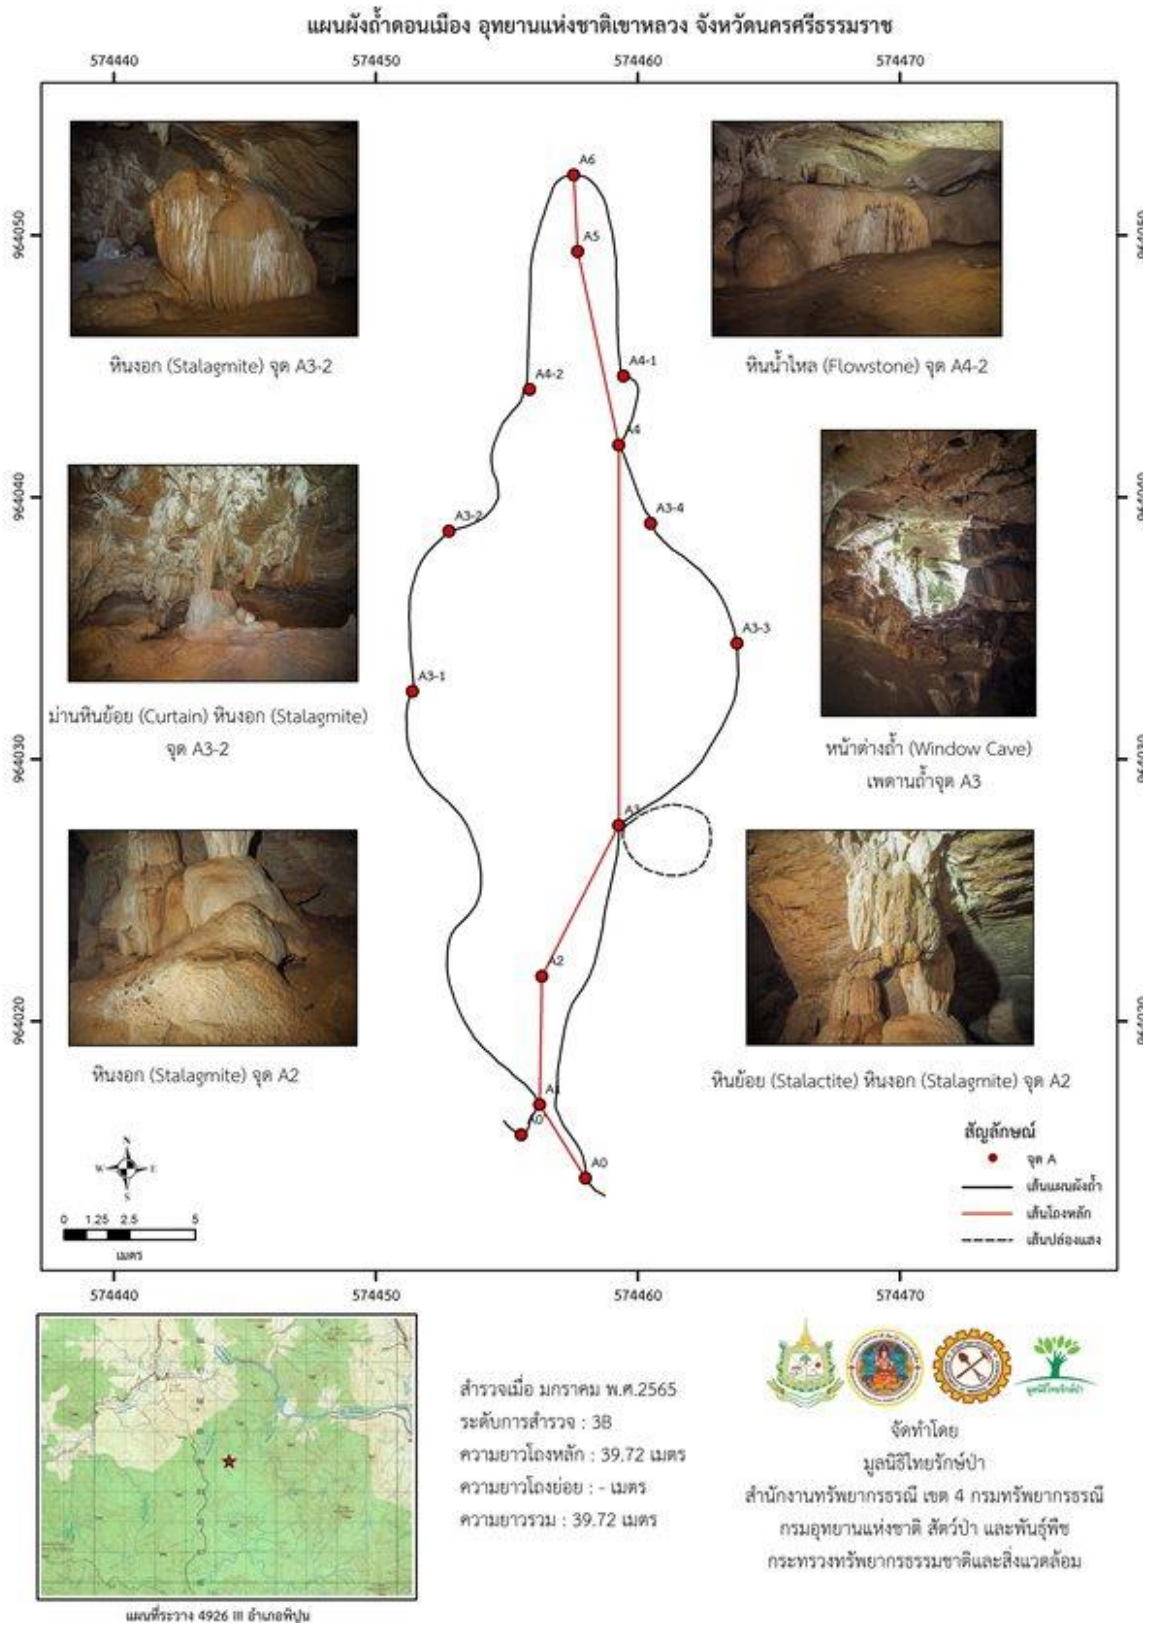 แผนผังถ้ำดอนเมือง อุทยานแห่งชาติเขาหลวง จังหวัดนครศรีธรรมราช
574440 574450 574460 574470
964050 964050
964040 964040
964030 964030
964020 964020
A6
A5
A4-1
A4-2
A4
A3-2
A3-4
A3-3
A3-1
A3
A2
A1
A0
A0
หินงอก (Stalagmite) จุด A3-2
หินน้ำไหล (Flowstone) จุด A4-2
ม่านหินย้อย (Curtain) หินงอก (Stalagmite)
จุด A3-2
หน้าต่างถ้ำ (Window Cave)
เพดานถ้ำจุด A3
หินงอก (Stalagmite) จุด A2
หินย้อย (Stalactite) หินงอก (Stalagmite) จุด A2
N
W E
S
0 1.25 2.5 5
เมตร
สัญลักษณ์
จุด A
เส้นแผนผังถ้ำ
เส้นโถงหลัก
เส้นปล่องแสง
574440 574450 574460 574470
แผนที่ระวาง 4926 III อำเภอพิปูน
สำรวจเมื่อ มกราคม พ.ศ.2565
ระดับการสำรวจ : 3B
ความยาวโถงหลัก : 39.72 เมตร
ความยาวโถงย่อย : - เมตร
ความยาวรวม : 39.72 เมตร
มูลนิธิไทยรักษ์ป่า
จัดทำโดย
มูลนิธิไทยรักษ์ป่า
สำนักงานทรัพยากรธรณี เขต 4 กรมทรัพยากรธรณี
กรมอุทยานแห่งชาติ สัตว์ป่า และพันธุ์พืช
กระทรวงทรัพยากรธรรมชาติและสิ่งแวดล้อม